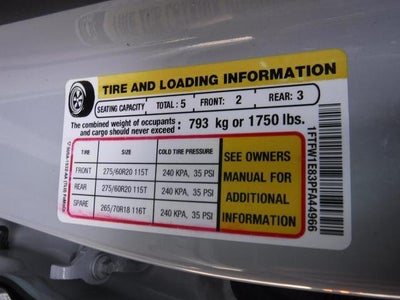 TIRE AND LOADING INFORMATION
SEATING CAPACITY TOTAL: 5 FRONT: 2 REAR: 3
The combined weight of occupants
and cargo should never exceed: 793 kg or 1750 lbs.
TIRE SIZE COLD TIRE PRESSURE
FRONT 275/60R20 115T 240 KPA, 35 PSI
REAR 275/60R20 115T 240 KPA, 35 PSI
SPARE 265/70R18 116T 240 KPA, 35 PSI
SEE OWNERS
MANUAL FOR
ADDITIONAL
INFORMATION
1FTFW1E83PFA44966